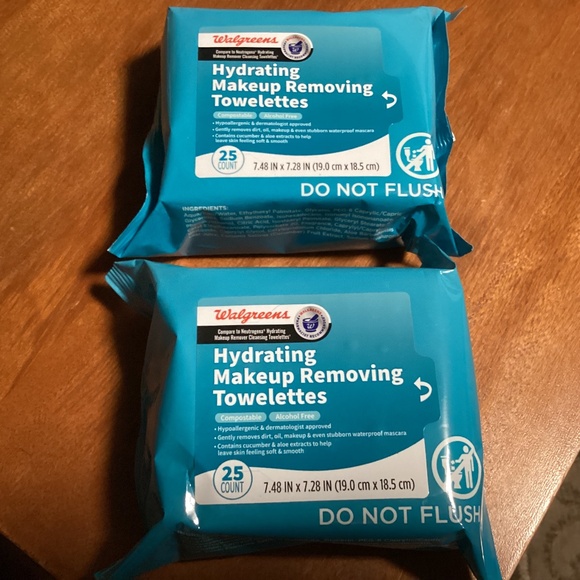 Walgreens
Compare to Neutrogena® Hydrating
Makeup Remover Cleansing Towelettes*
Hydrating
Makeup Removing
Towelettes
Compostable Alcohol Free
• Hypoallergenic & dermatologist approved
• Gently removes dirt, oil, makeup & even stubborn waterproof mascara
• Contains cucumber & aloe extracts to help
leave skin feeling soft & smooth
25
COUNT
7.48 IN x 7.28 IN (19.0 cm x 18.5 cm)
DO NOT FLUSH
INGREDIENTS:
Walgreens
Compare to Neutrogena® Hydrating
Makeup Remover Cleansing Towelettes*
Hydrating
Makeup Removing
Towelettes
Compostable Alcohol Free
• Hypoallergenic & dermatologist approved
• Gently removes dirt, oil, makeup & even stubborn waterproof mascara
• Contains cucumber & aloe extracts to help
leave skin feeling soft & smooth
25
COUNT
7.48 IN x 7.28 IN (19.0 cm x 18.5 cm)
DO NOT FLUSH